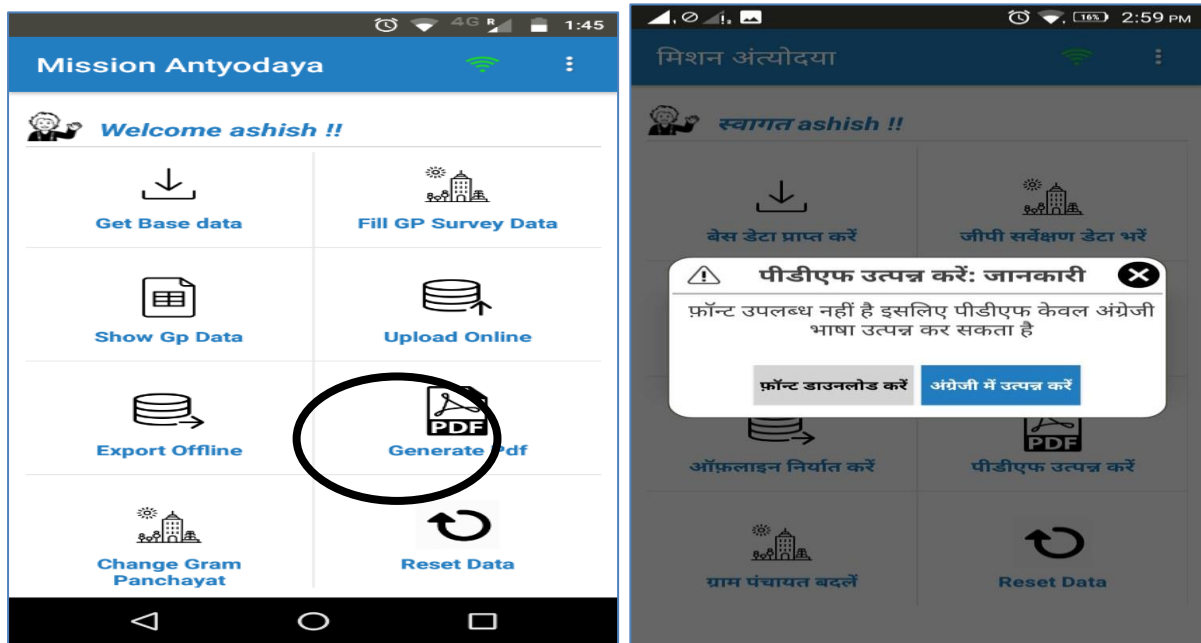 4G R 1:45
Mission Antyodaya
Welcome ashish !!
Get Base data
Fill GP Survey Data
Show Gp Data
Upload Online
PDF
Export Offline
Generate Pdf
Change Gram
Panchayat
Reset Data
16% 2:59 PM
मिशन अंत्योदया
स्वागत ashish !!
बेस डेटा प्राप्त करें
जीपी सर्वेक्षण डेटा भरें
पीडीएफ उत्पन्न करें: जानकारी
फ़ॉन्ट उपलब्ध नहीं है इसलिए पीडीएफ केवल अंग्रेजी
भाषा उत्पन्न कर सकता है
फ़ॉन्ट डाउनलोड करें
अंग्रेजी में उत्पन्न करें
PDF
ऑफ़लाइन निर्यात करें
पीडीएफ उत्पन्न करें
ग्राम पंचायत बदलें
Reset Data